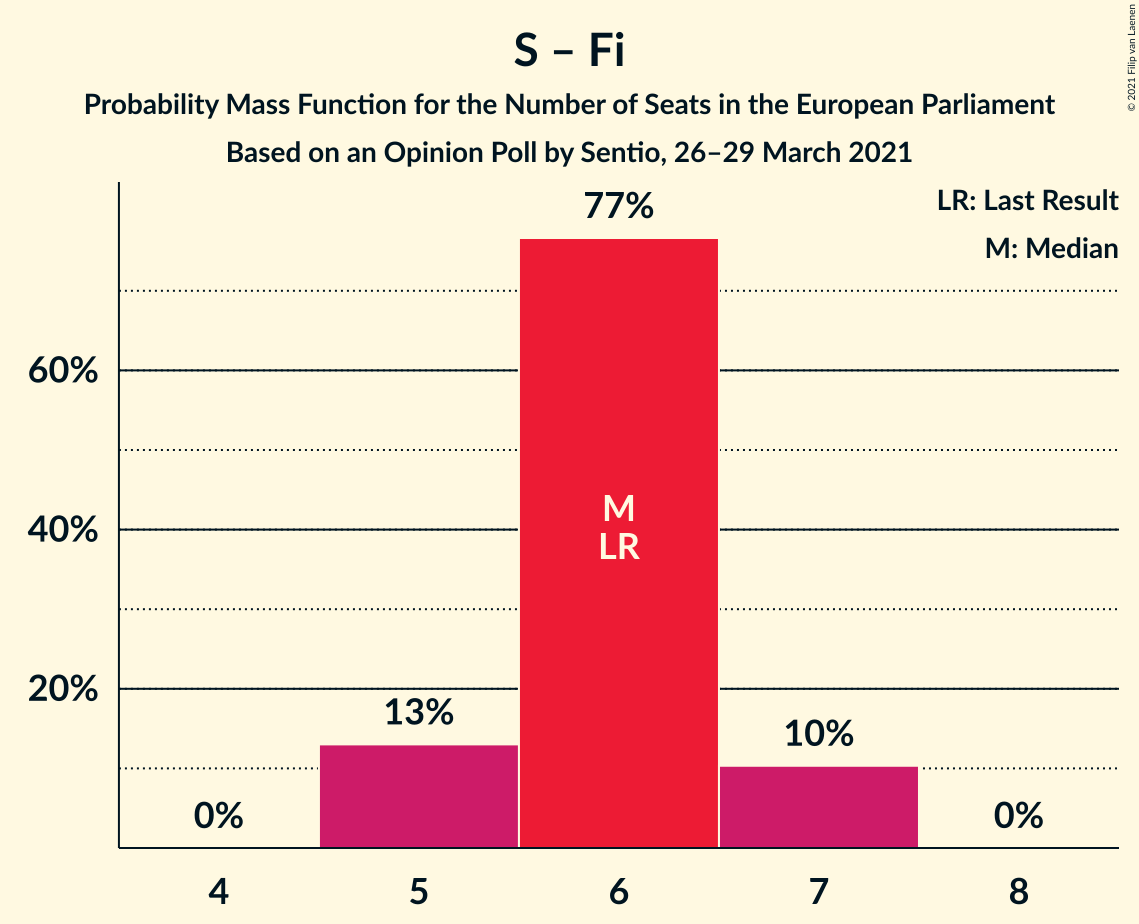 S – Fi
Probability Mass Function for the Number of Seats in the European Parliament
Based on an Opinion Poll by Sentio, 26–29 March 2021
© 2021 Filip van Laenen
LR: Last Result
M: Median
77%
60%
40%
20%
M
LR
13%
10%
0%
0%
4
5
6
7
8